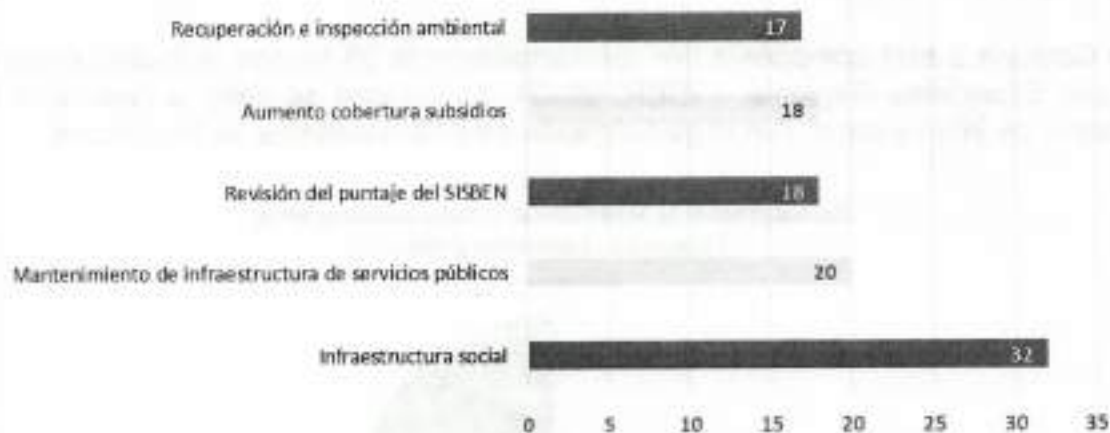 Recuperación e inspección ambiental 17
Aumento cobertura subsidios 18
Revisión del puntaje del SISBEN 18
Mantenimiento de infraestructura de servicios públicos 20
Infraestructura social 32
0 5 10 15 20 25 30 35